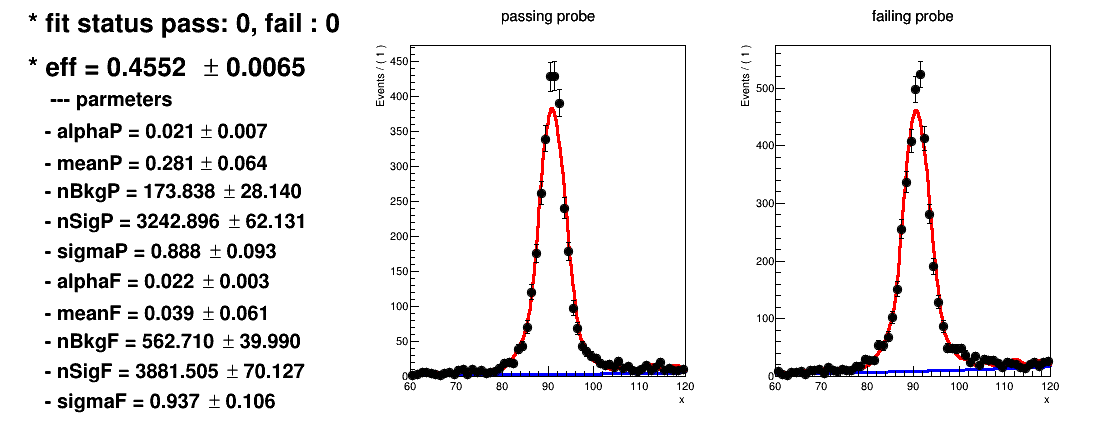 * fit status pass: 0, fail : 0
* eff = 0.4552 ± 0.0065
--- parmeters
- alphaP = 0.021 ± 0.007
- meanP = 0.281 ± 0.064
- nBkgP = 173.838 ± 28.140
- nSigP = 3242.896 ± 62.131
- sigmaP = 0.888 ± 0.093
- alphaF = 0.022 ± 0.003
- meanF = 0.039 ± 0.061
- nBkgF = 562.710 ± 39.990
- nSigF = 3881.505 ± 70.127
- sigmaF = 0.937 ± 0.106
passing probe
Events / ( 1 )
450
400
350
300
250
200
150
100
50
0
60 70 80 90 100 110 120
x
failing probe
Events / ( 1 )
500
400
300
200
100
0
60 70 80 90 100 110 120
x